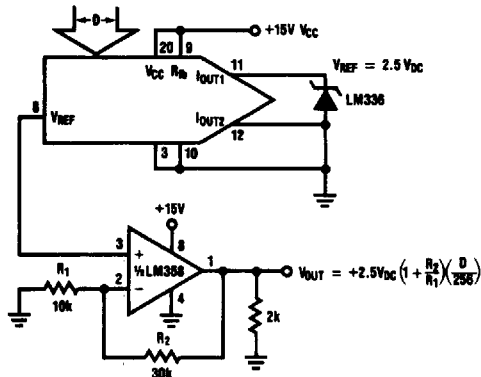 D
+15V VCC
20 9
VCC RFb IOUT1 11
VREF = 2.5 VDC
8 VREF
LM336
IOUT2 12
3 10
+15V
3 + 8
R1 1/2 LM358 1
VOUT = +2.5VDC (1 + R2/R1)(D/256)
2 −
10k 4
2k
R2
30k